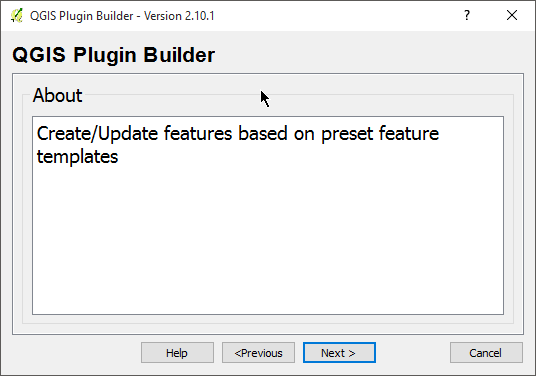 QGIS Plugin Builder - Version 2.10.1
?
QGIS Plugin Builder
About
Create/Update features based on preset feature
templates
Help
<Previous
Next >
Cancel